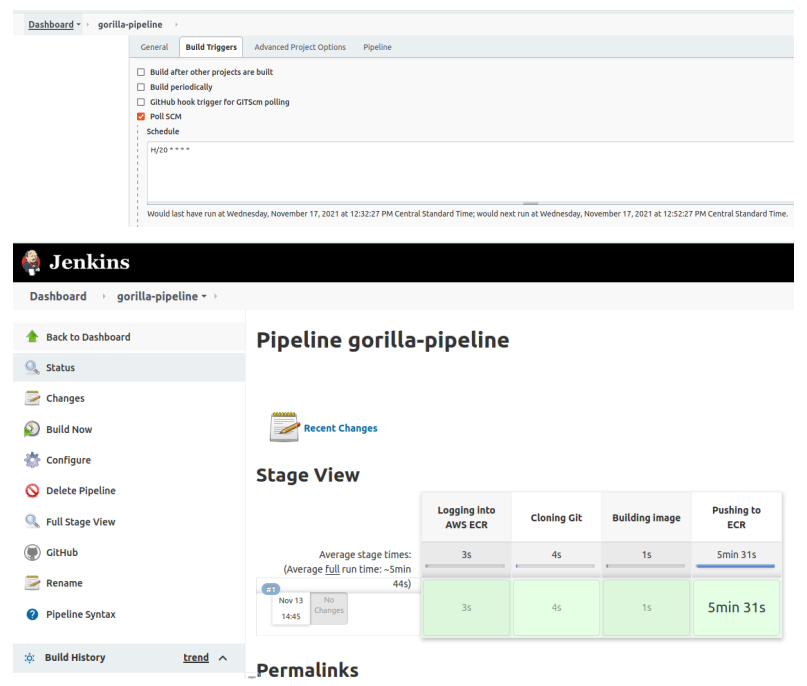 Dashboard gorilla-pipeline
General Build Triggers Advanced Project Options Pipeline
Build after other projects are built
Build periodically
GitHub hook trigger for GITScm polling
Poll SCM
Schedule
H/20 * * * *
Would last have run at Wednesday, November 17, 2021 at 12:32:27 PM Central Standard Time; would next run at Wednesday, November 17, 2021 at 12:52:27 PM Central Standard Time.
Jenkins
Dashboard gorilla-pipeline
Back to Dashboard
Status
Changes
Build Now
Configure
Delete Pipeline
Full Stage View
GitHub
Rename
Pipeline Syntax
Build History trend
Pipeline gorilla-pipeline
Recent Changes
Stage View
Logging into
AWS ECR
Cloning Git
Building image
Pushing to
ECR
Average stage times:
(Average full run time: ~5min
44s)
3s 4s 1s 5min 31s
#1
Nov 13
14:45
No
Changes
3s 4s 1s 5min 31s
Permalinks